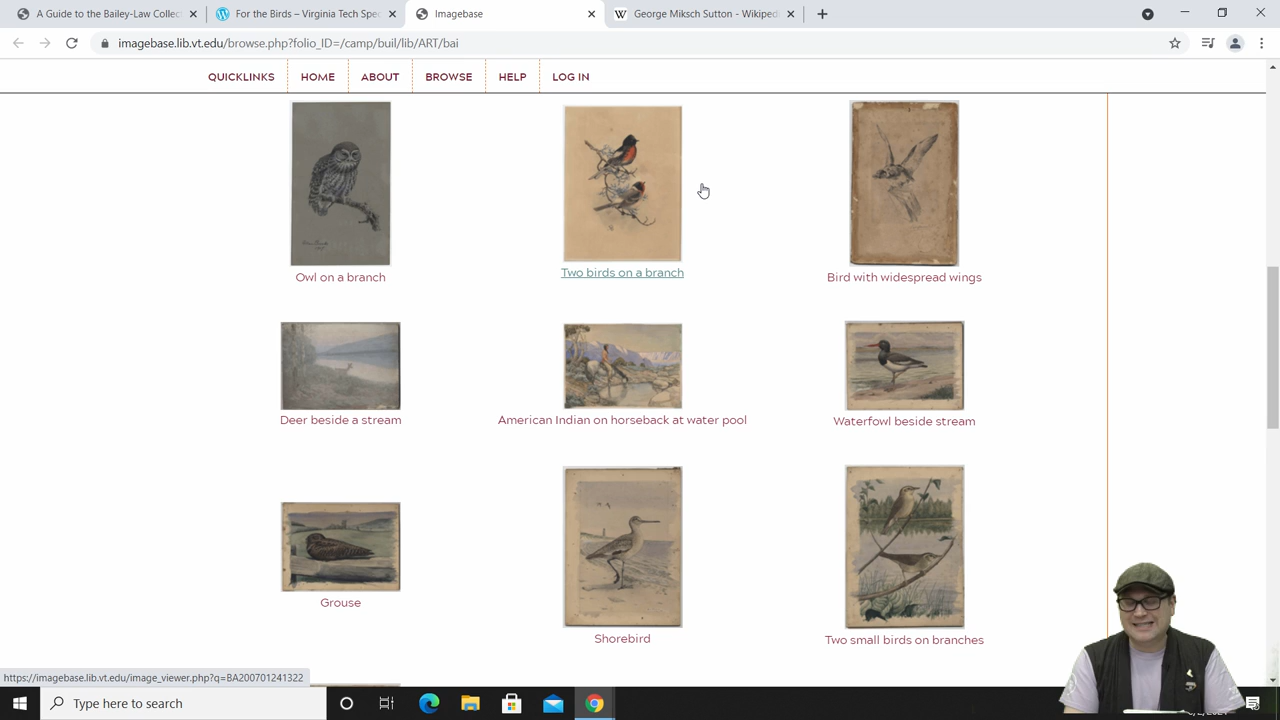 A Guide to the Bailey-Law Collect
For the Birds – Virginia Tech Spec
Imagebase
George Miksch Sutton - Wikiped
imagebase.lib.vt.edu/browse.php?folio_ID=/camp/buil/lib/ART/bai
QUICKLINKS HOME ABOUT BROWSE HELP LOG IN
Owl on a branch
Two birds on a branch
Bird with widespread wings
Deer beside a stream
American Indian on horseback at water pool
Waterfowl beside stream
Grouse
Shorebird
Two small birds on branches
https://imagebase.lib.vt.edu/image_viewer.php?q=BA200701241322
Type here to search